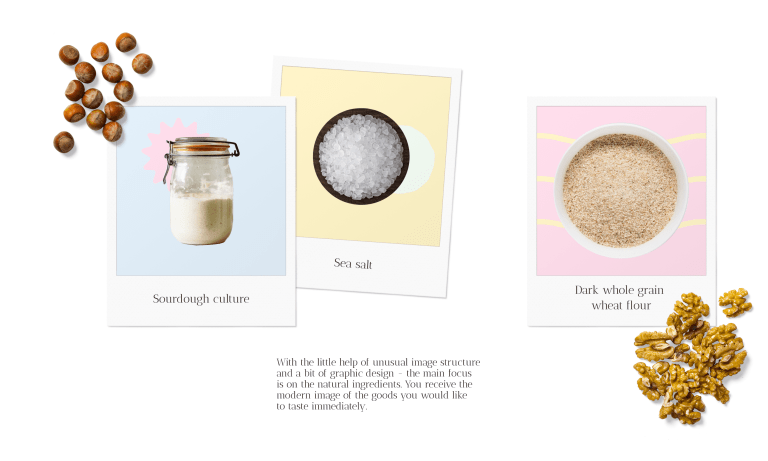 Sea salt
Sourdough culture
Dark whole grain
wheat flour
With the little help of unusual image structure
and a bit of graphic design – the main focus
is on the natural ingredients. You receive the
modern image of the goods you would like
to taste immediately.